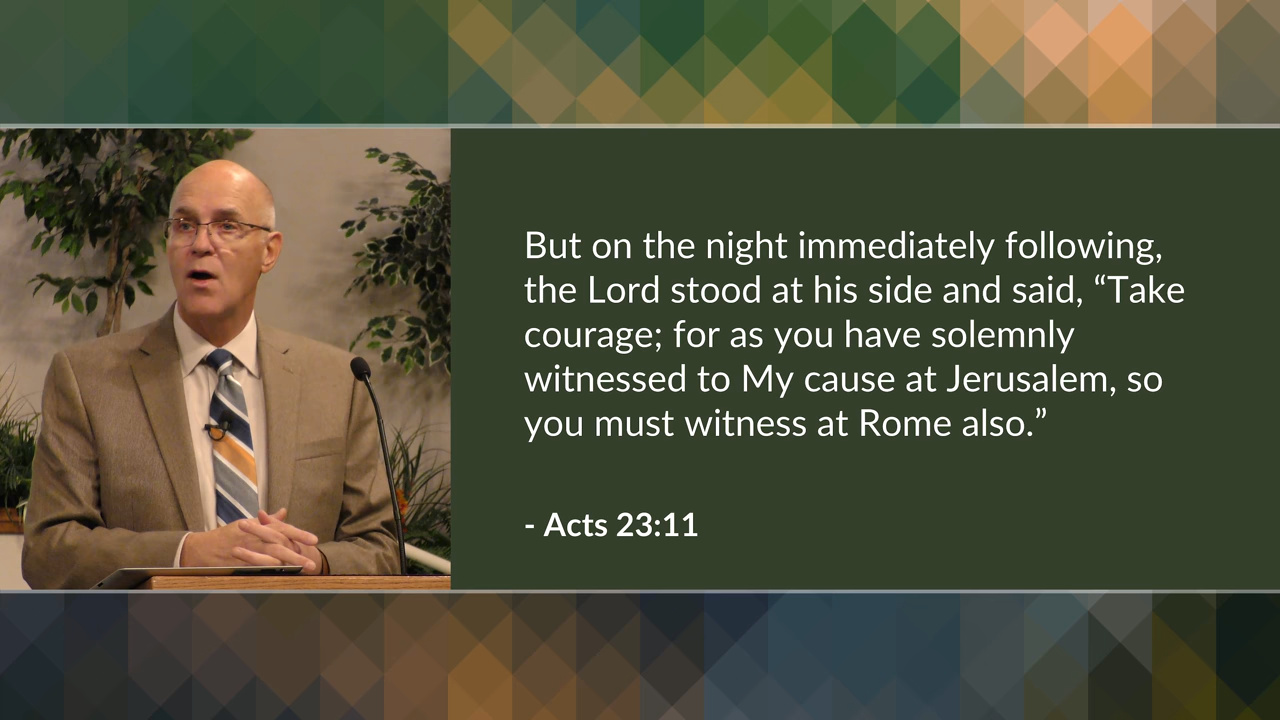 But on the night immediately following,
the Lord stood at his side and said, “Take
courage; for as you have solemnly
witnessed to My cause at Jerusalem, so
you must witness at Rome also.”
- Acts 23:11